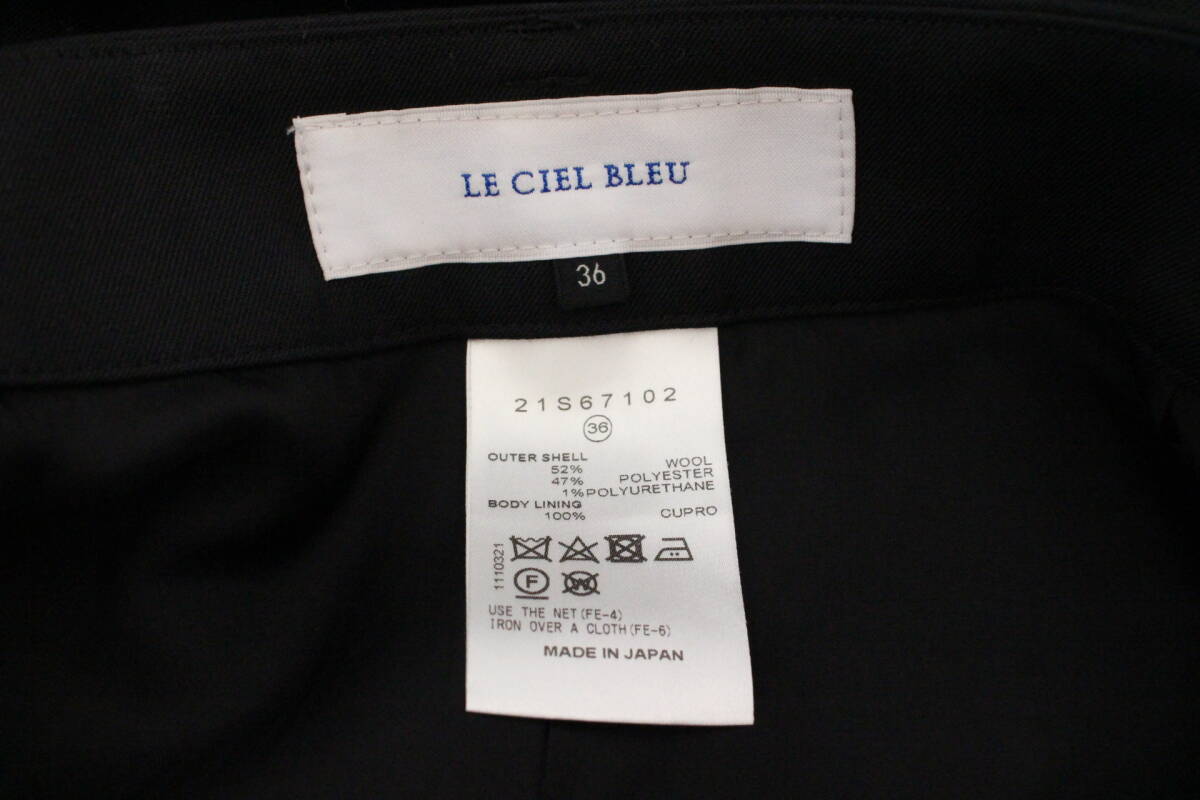 LE CIEL BLEU
36
21S67102
36
OUTER SHELL
52% WOOL
47% POLYESTER
1% POLYURETHANE
BODY LINING
100% CUPRO
1110321
F
W
USE THE NET(FE-4)
IRON OVER A CLOTH(FE-6)
MADE IN JAPAN